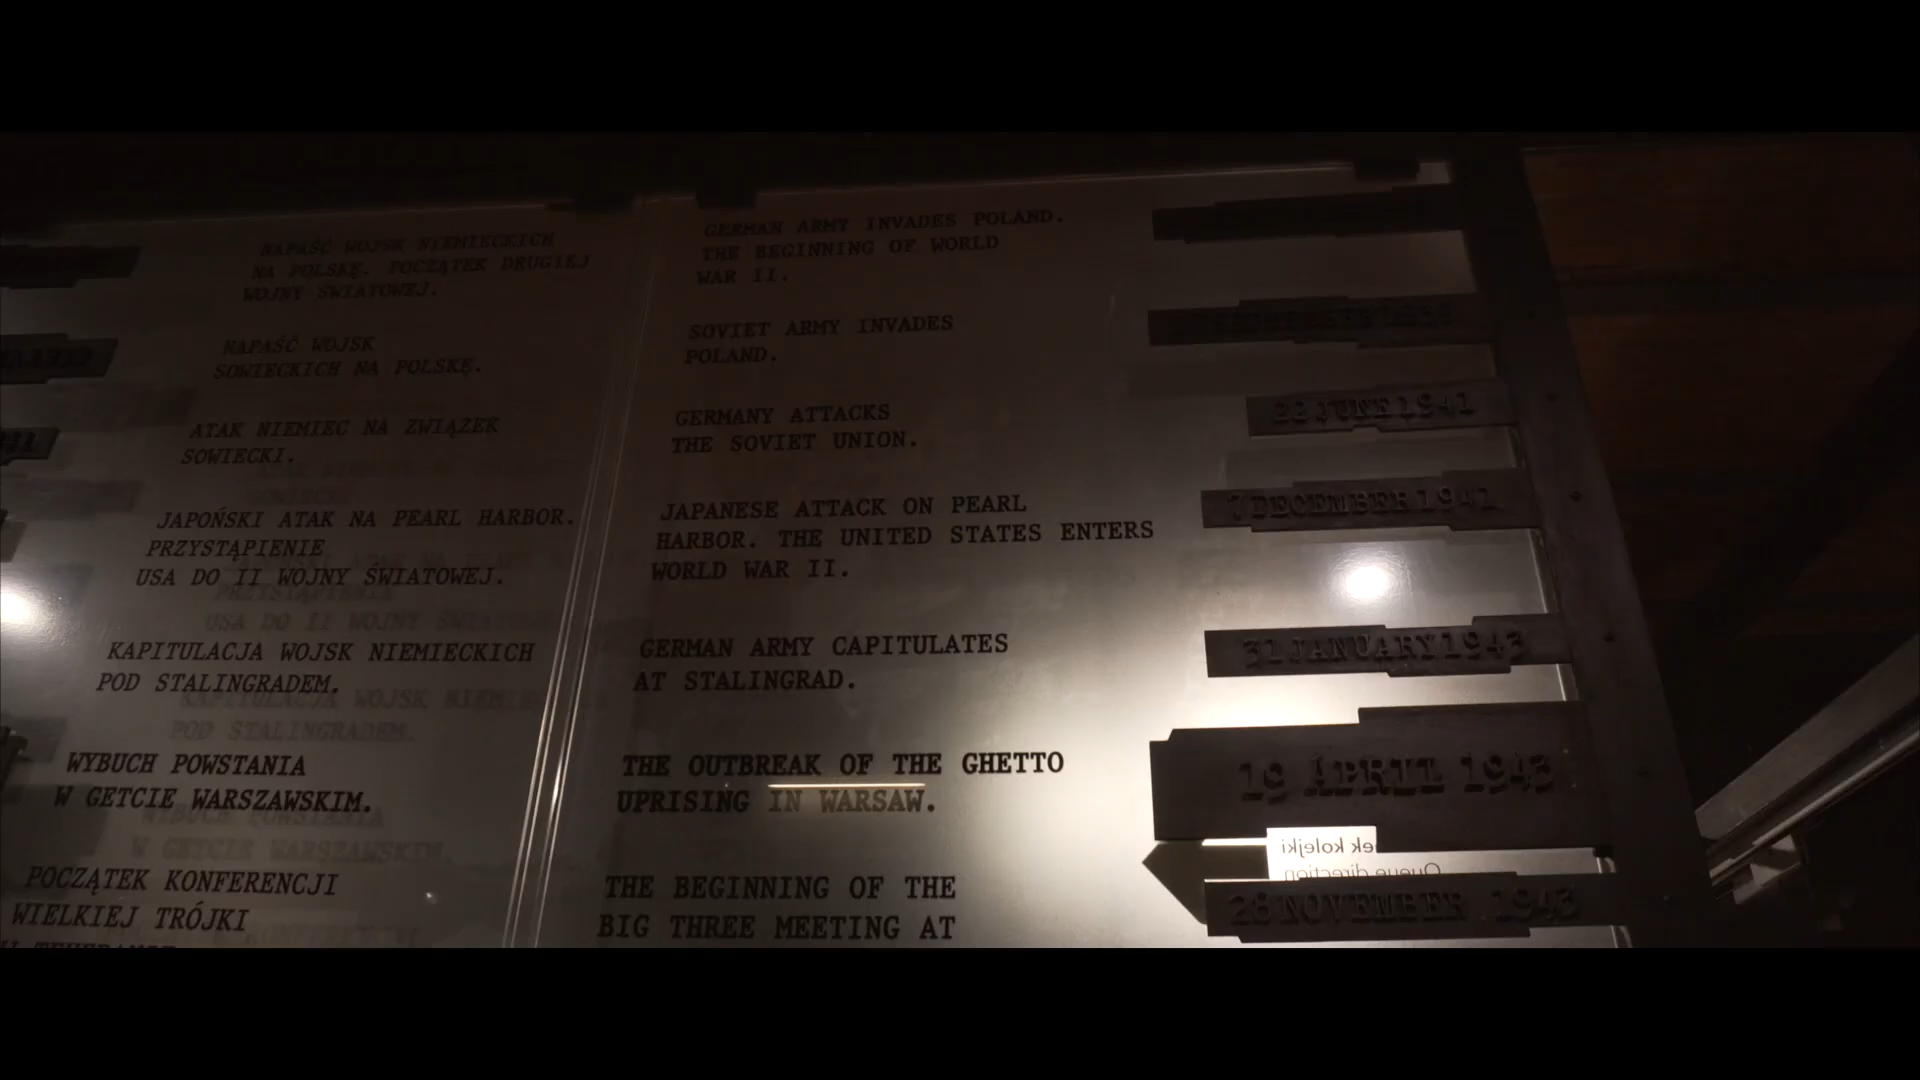 NAPAŚĆ WOJSK NIEMIECKICH
NA POLSKĘ. POCZĄTEK DRUGIEJ
WOJNY ŚWIATOWEJ.
NAPAŚĆ WOJSK
SOWIECKICH NA POLSKĘ.
ATAK NIEMIEC NA ZWIĄZEK
SOWIECKI.
JAPOŃSKI ATAK NA PEARL HARBOR.
PRZYSTĄPIENIE
USA DO II WOJNY ŚWIATOWEJ.
KAPITULACJA WOJSK NIEMIECKICH
POD STALINGRADEM.
WYBUCH POWSTANIA
W GETCIE WARSZAWSKIM.
POCZĄTEK KONFERENCJI
WIELKIEJ TRÓJKI
GERMAN ARMY INVADES POLAND.
THE BEGINNING OF WORLD
WAR II.
SOVIET ARMY INVADES
POLAND.
GERMANY ATTACKS
THE SOVIET UNION.
22 JUNE 1941
JAPANESE ATTACK ON PEARL
HARBOR. THE UNITED STATES ENTERS
WORLD WAR II.
7 DECEMBER 1941
GERMAN ARMY CAPITULATES
AT STALINGRAD.
31 JANUARY 1943
THE OUTBREAK OF THE GHETTO
UPRISING IN WARSAW.
19 APRIL 1943
kolejki
Queue direction
THE BEGINNING OF THE
BIG THREE MEETING AT
28 NOVEMBER 1943